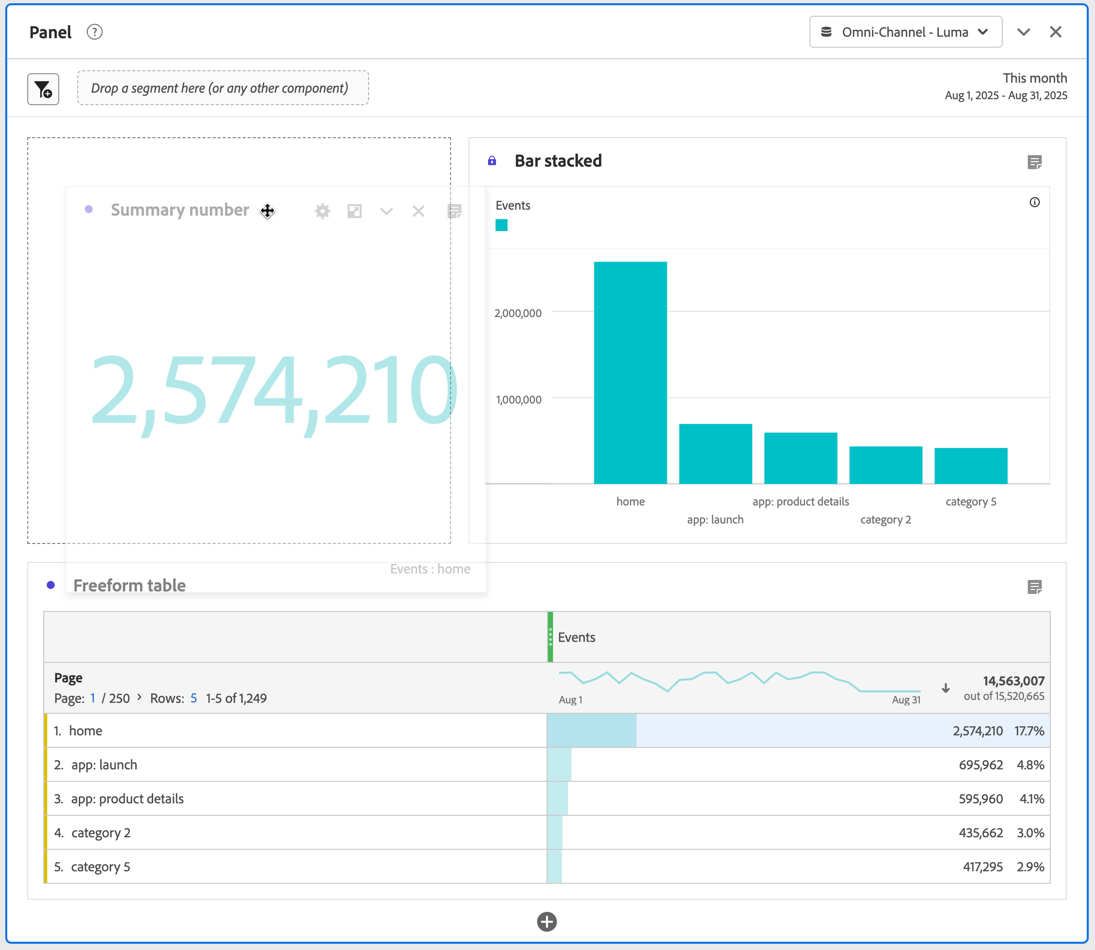 Panel
?
Omni-Channel - Luma
Drop a segment here (or any other component)
This month
Aug 1, 2025 - Aug 31, 2025
Summary number
2,574,210
Events : home
Bar stacked
Events
2,000,000
1,000,000
home
app: launch
app: product details
category 2
category 5
Freeform table
Events
Page
Page: 1 / 250 > Rows: 5 1-5 of 1,249
Aug 1
Aug 31
14,563,007
out of 15,520,665
1. home 2,574,210 17.7%
2. app: launch 695,962 4.8%
3. app: product details 595,960 4.1%
4. category 2 435,662 3.0%
5. category 5 417,295 2.9%